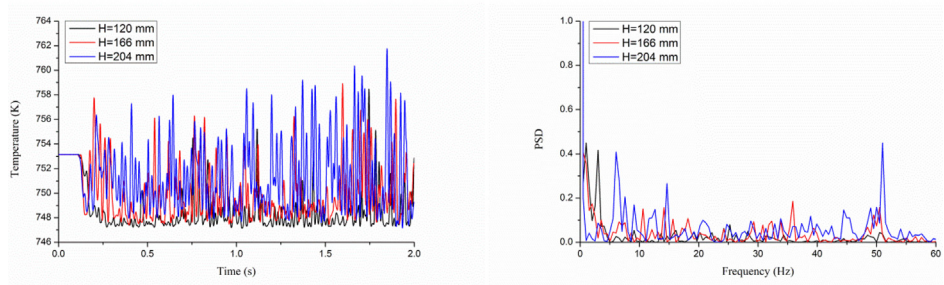 764
762
760
758
756
754
752
750
748
746
Temperature (K)
H=120 mm
H=166 mm
H=204 mm
0.0 0.5 1.0 1.5 2.0
Time (s)
1.0
0.8
0.6
0.4
0.2
0.0
PSD
H=120 mm
H=166 mm
H=204 mm
0 10 20 30 40 50 60
Frequency (Hz)